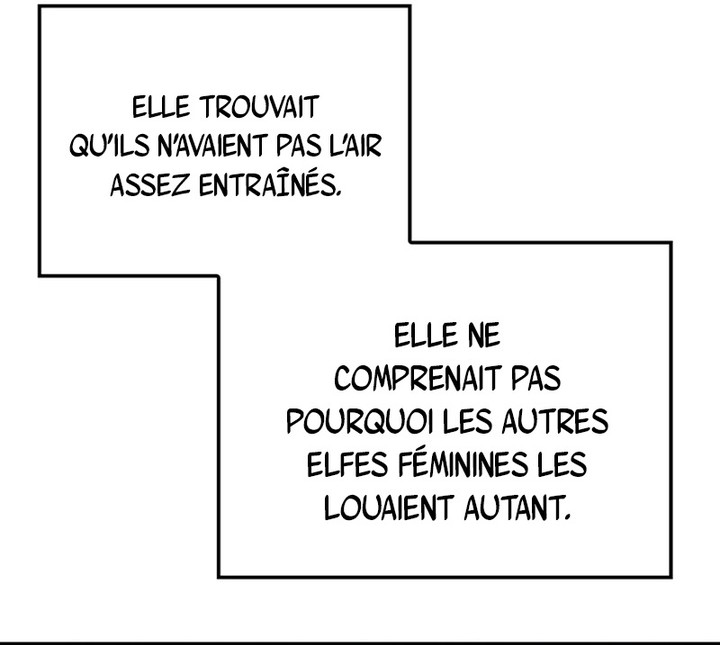 ELLE TROUVAIT
QU'ILS N'AVAIENT PAS L'AIR
ASSEZ ENTRAÎNÉS.
ELLE NE
COMPRENAIT PAS
POURQUOI LES AUTRES
ELFES FÉMININES LES
LOUAIENT AUTANT.